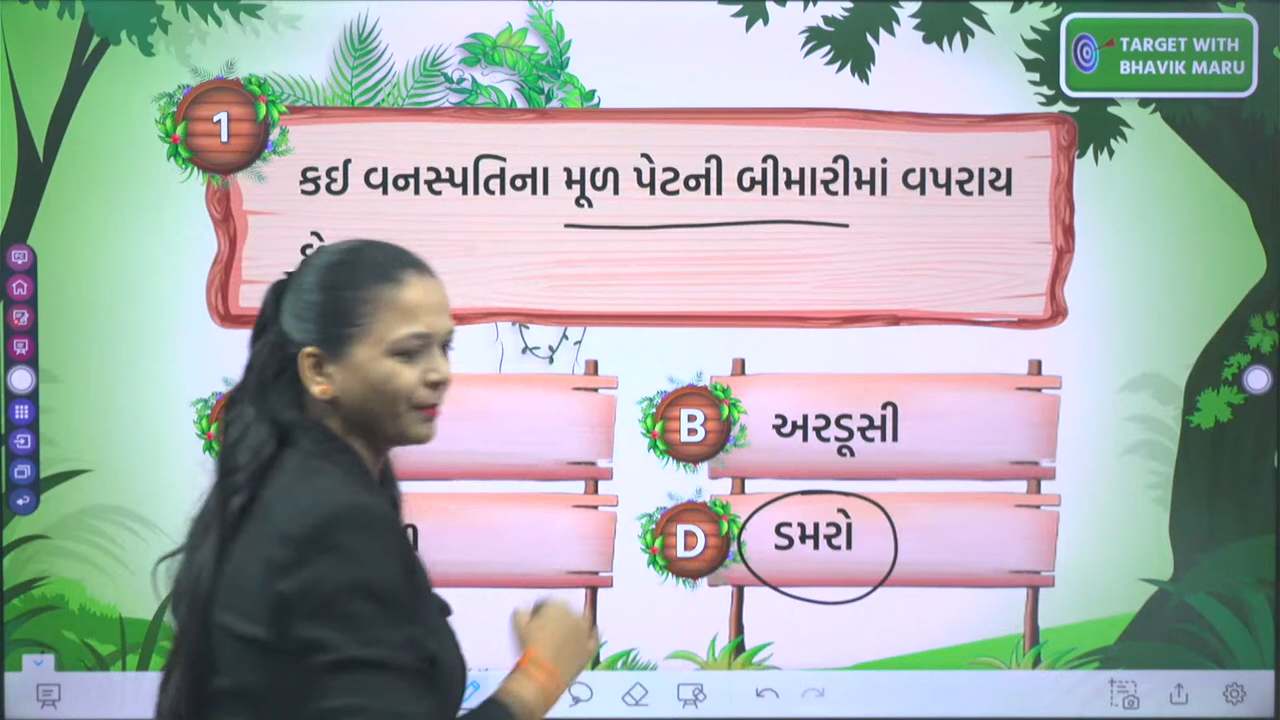 TARGET WITH
BHAVIK MARU
1
કઈ વનસ્પતિના મૂળ પેટની બીમારીમાં વપરાય
B અરડૂસી
D ડમરો